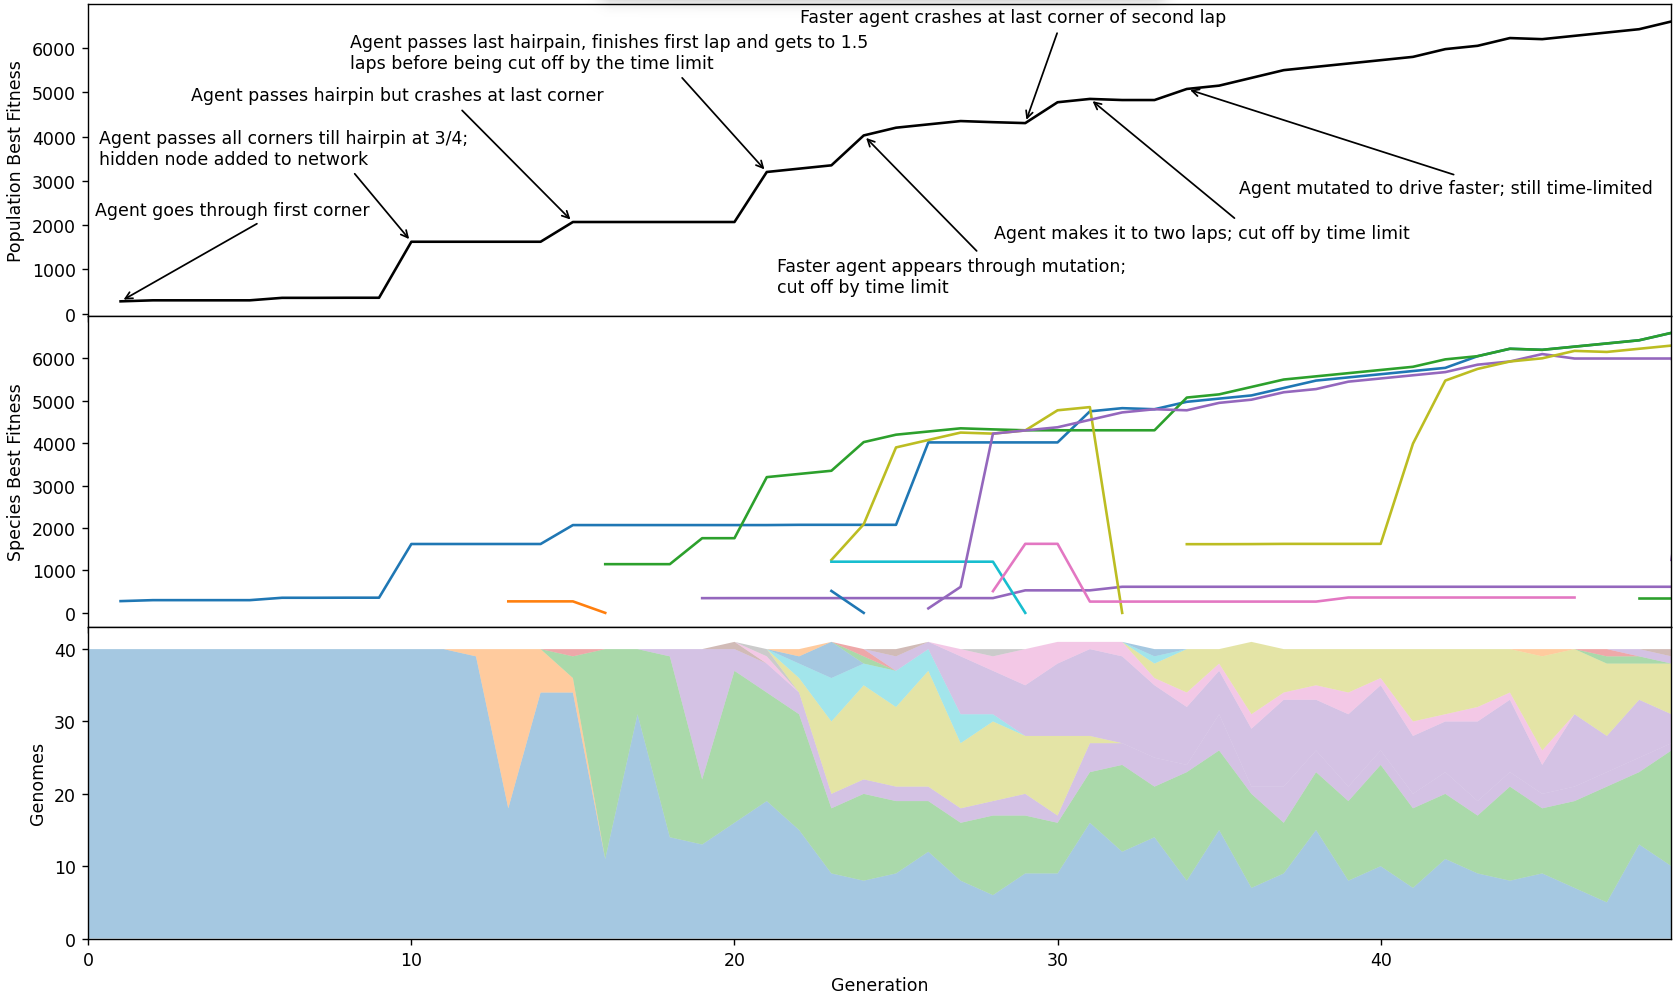 Faster agent crashes at last corner of second lap
Agent passes last hairpain, finishes first lap and gets to 1.5
laps before being cut off by the time limit
Agent passes hairpin but crashes at last corner
Agent passes all corners till hairpin at 3/4;
hidden node added to network
Agent goes through first corner
Agent mutated to drive faster; still time-limited
Agent makes it to two laps; cut off by time limit
Faster agent appears through mutation;
cut off by time limit
Population Best Fitness
6000
5000
4000
3000
2000
1000
0
Species Best Fitness
6000
5000
4000
3000
2000
1000
0
Genomes
40
30
20
10
0
0 10 20 30 40
Generation